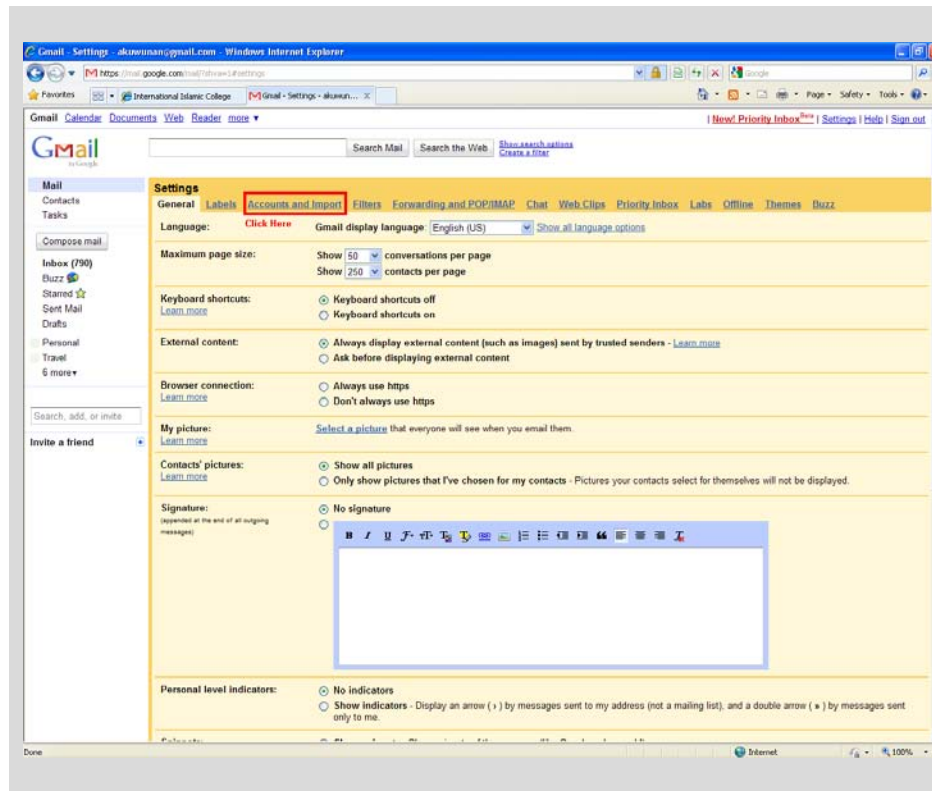 Gmail - Settings - akuwunan@gmail.com - Windows Internet Explorer
Google
Favorites International Islamic College Gmail - Settings - akuwun... X Page Safety Tools
Gmail Calendar Documents Web Reader more | New! Priority Inbox Beta | Settings | Help | Sign out
Gmail by Google
Search Mail Search the Web Show search options
Create a filter
Mail
Contacts
Tasks
Compose mail
Inbox (790)
Buzz
Starred
Sent Mail
Drafts
Personal
Travel
6 more
Search, add, or invite
Invite a friend
Settings
General Labels Accounts and Import Filters Forwarding and POP/IMAP Chat Web Clips Priority Inbox Labs Offline Themes Buzz
Click Here
Language: Gmail display language: English (US) Show all language options
Maximum page size: Show 50 conversations per page
Show 250 contacts per page
Keyboard shortcuts: Keyboard shortcuts off
Learn more Keyboard shortcuts on
External content: Always display external content (such as images) sent by trusted senders - Learn more
Ask before displaying external content
Browser connection: Always use https
Learn more Don't always use https
My picture: Select a picture that everyone will see when you email them.
Learn more
Contacts' pictures: Show all pictures
Learn more Only show pictures that I've chosen for my contacts - Pictures your contacts select for themselves will not be displayed.
Signature: No signature
(appended at the end of all outgoing
messages)
B I U
Personal level indicators: No indicators
Show indicators - Display an arrow ( › ) by messages sent to my address (not a mailing list), and a double arrow ( » ) by messages sent
only to me.
Done Internet 100%